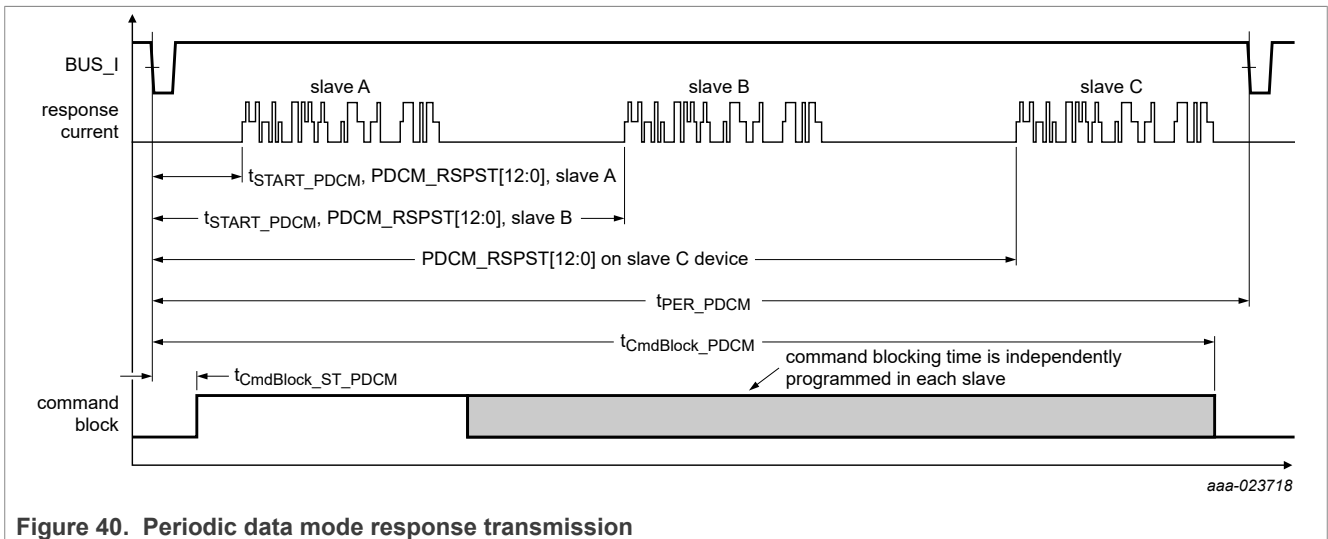 BUS_I
slave A
slave B
slave C
response
current
tSTART_PDCM, PDCM_RSPST[12:0], slave A
tSTART_PDCM, PDCM_RSPST[12:0], slave B
PDCM_RSPST[12:0] on slave C device
tPER_PDCM
tCmdBlock_PDCM
command blocking time is independently
programmed in each slave
tCmdBlock_ST_PDCM
command
block
aaa-023718
Figure 40. Periodic data mode response transmission